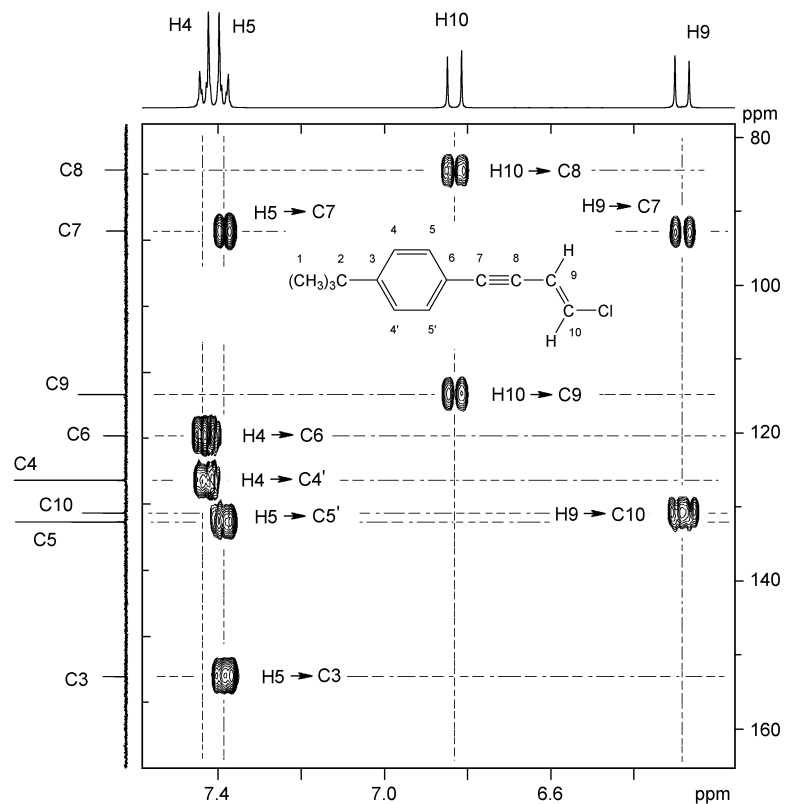 H4 H5 H10 H9
ppm
80
C8 H10 → C8
H5 → C7 H9 → C7
C7
4 5
1 2 3 6 7 8 H
(CH₃)₃C 9
100
4' 5' C Cl
H 10
C9 H10 → C9
C6 H4 → C6 120
C4 H4 → C4'
C10 H5 → C5' H9 → C10
C5
140
C3 H5 → C3
160
7.4 7.0 6.6 ppm